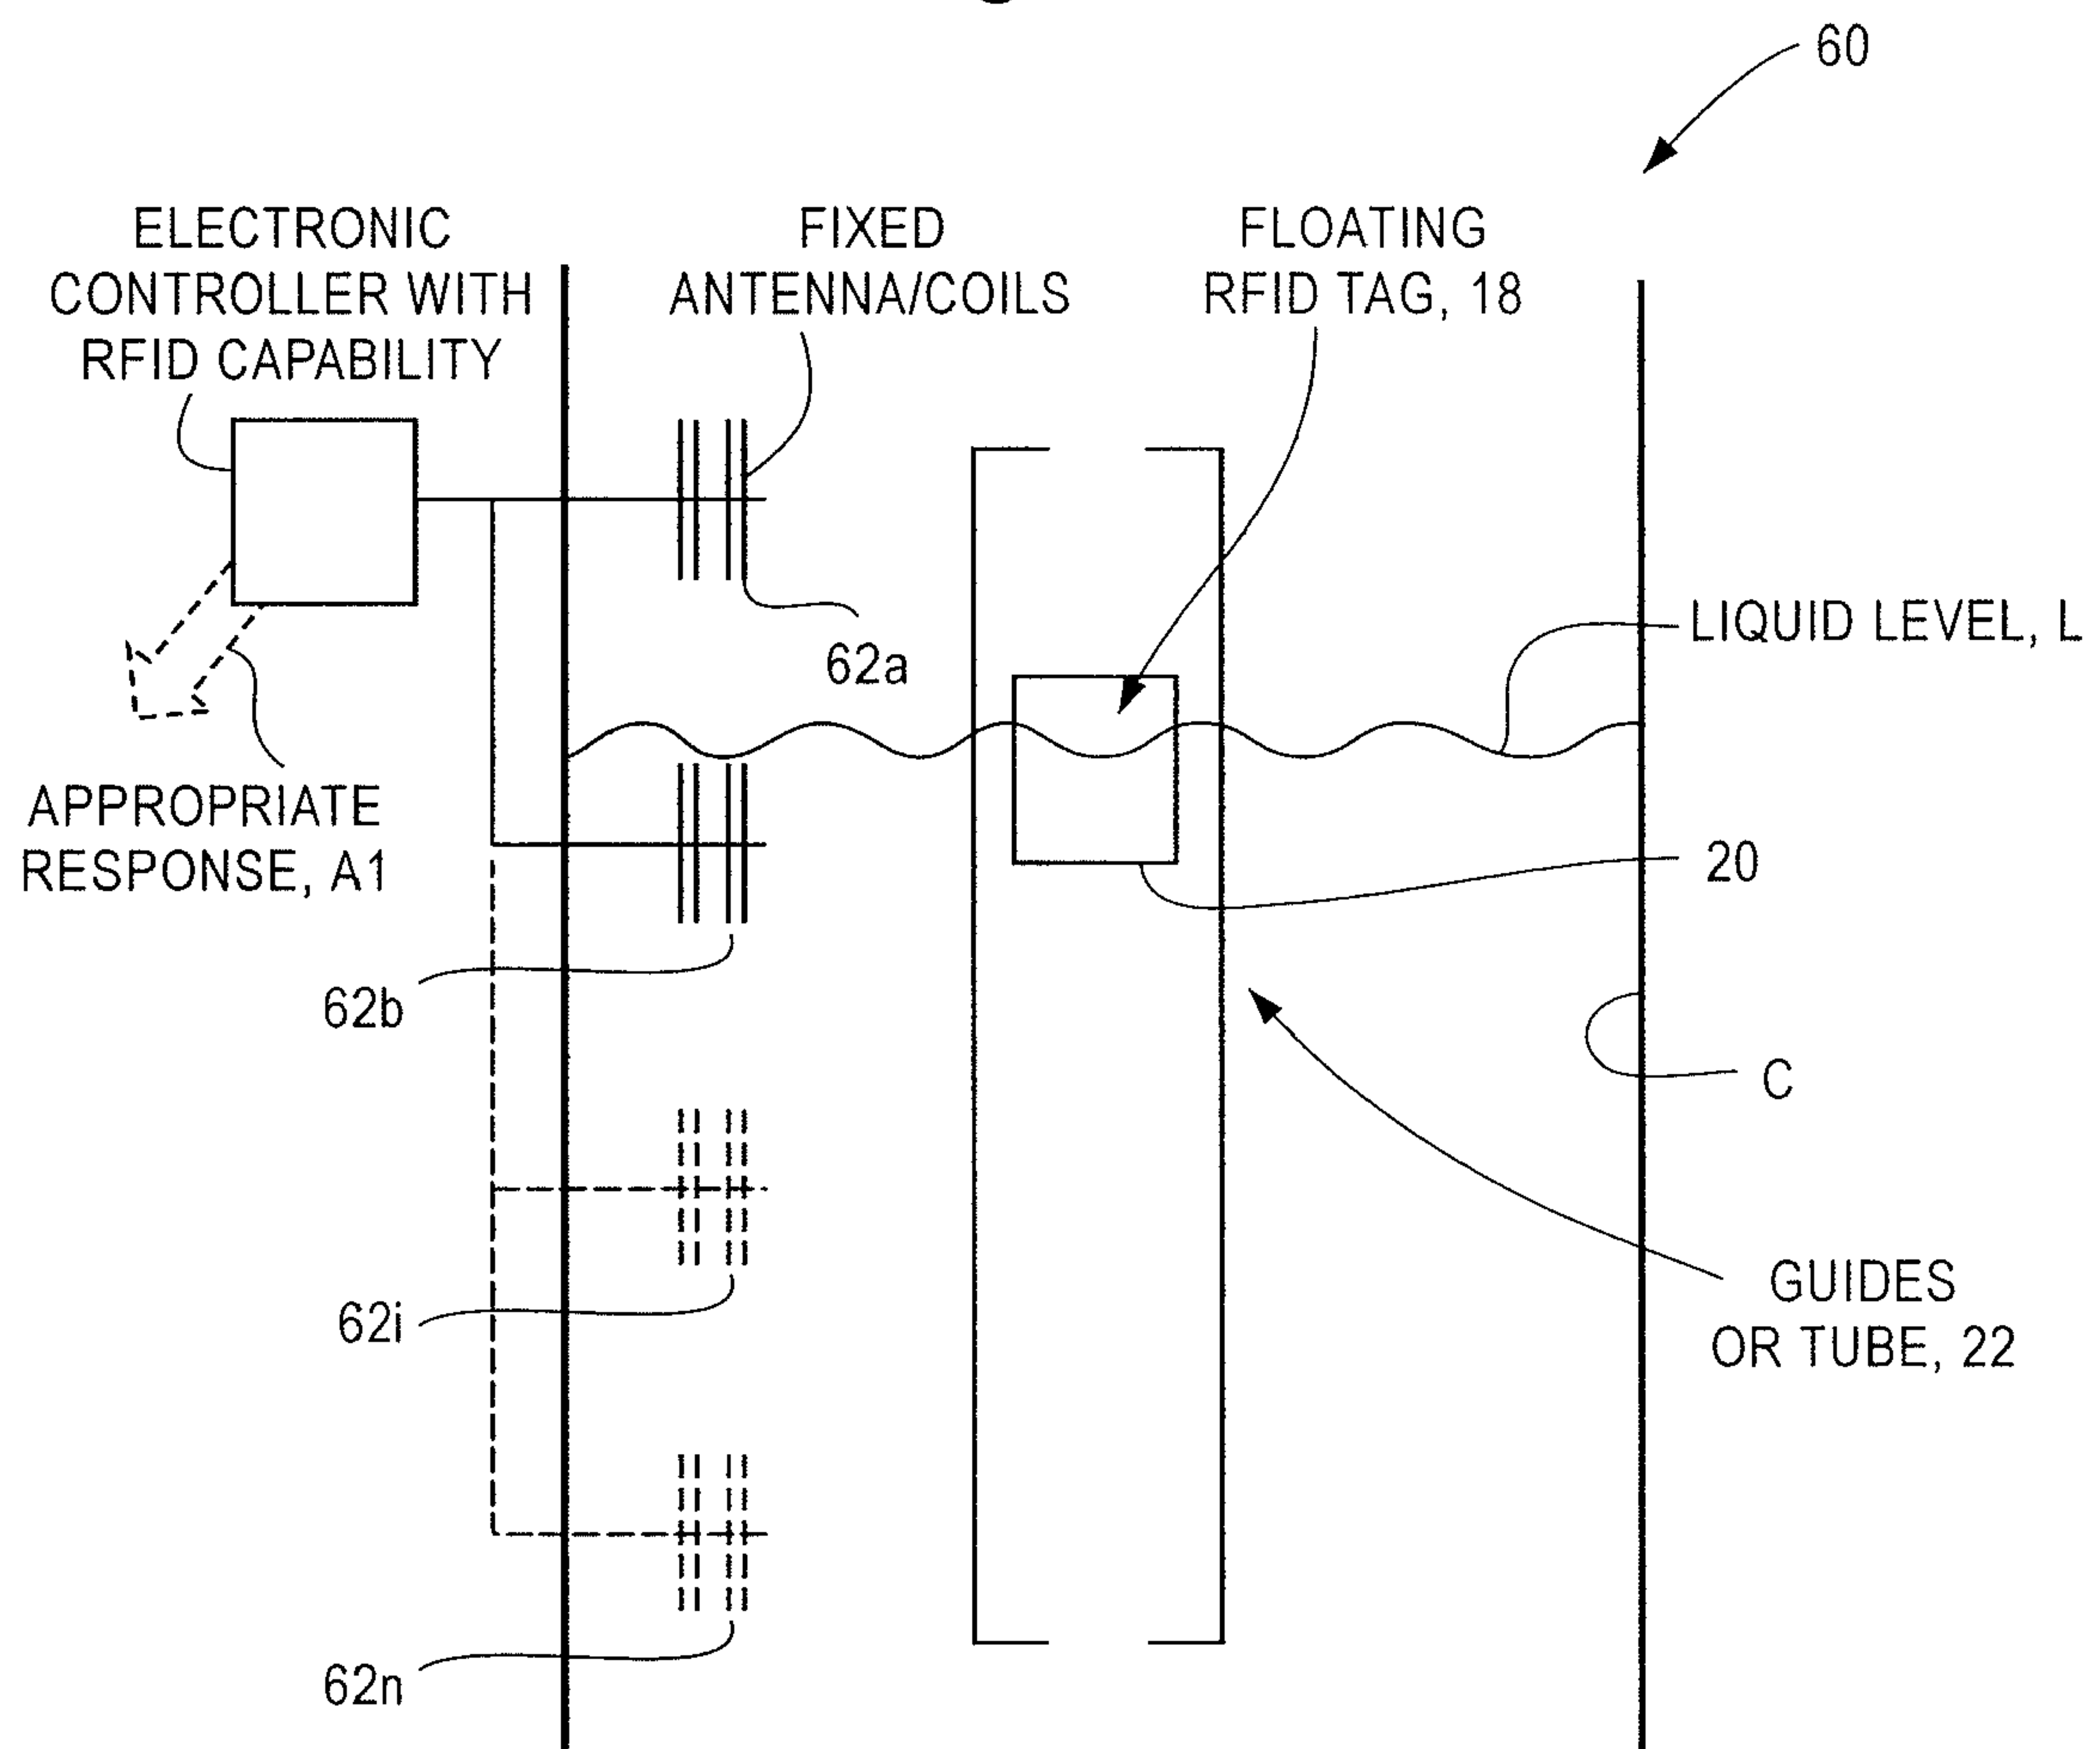 60
ELECTRONIC
CONTROLLER WITH
RFID CAPABILITY
FIXED
ANTENNA/COILS
FLOATING
RFID TAG, 18
LIQUID LEVEL, L
62a
APPROPRIATE
RESPONSE, A1
20
62b
C
GUIDES
OR TUBE, 22
62i
62n